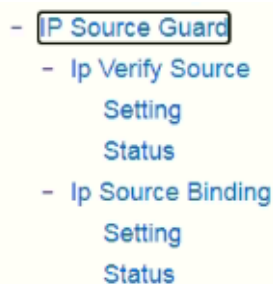 - IP Source Guard
- Ip Verify Source
Setting
Status
- Ip Source Binding
Setting
Status